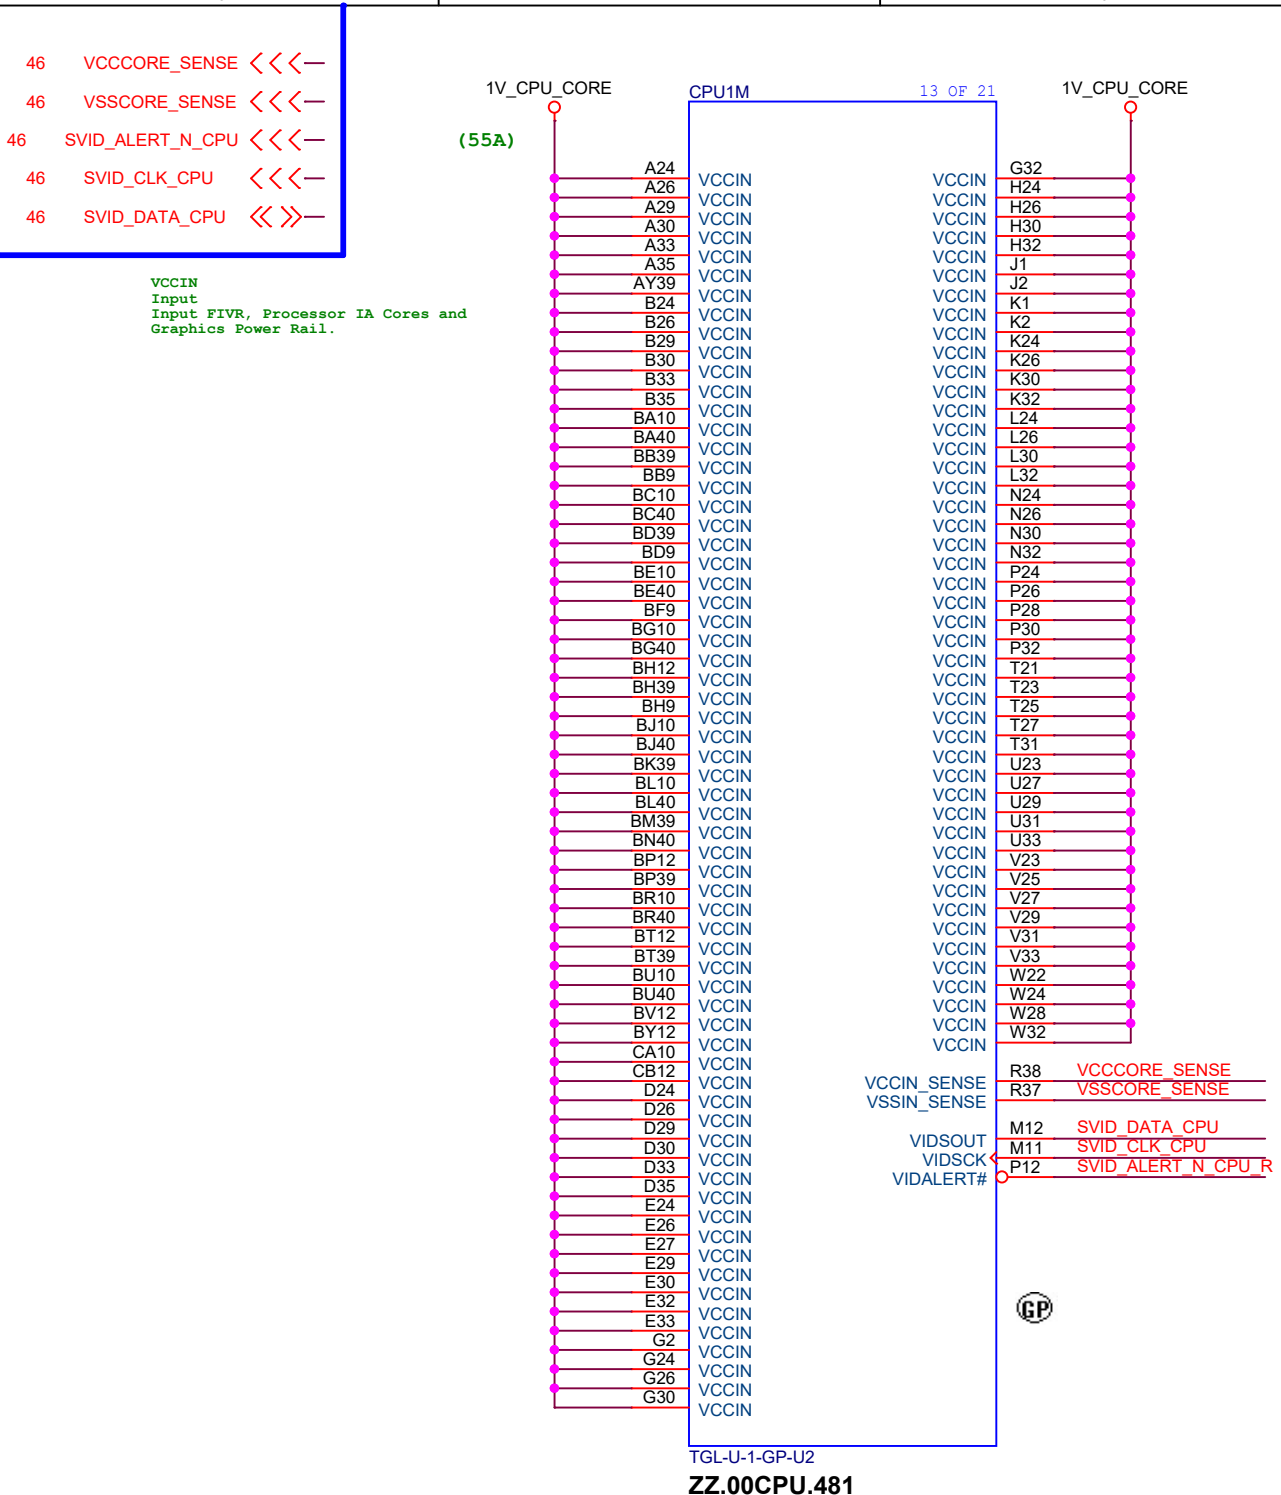 46 VCCCORE_SENSE
46 VSSCORE_SENSE
46 SVID_ALERT_N_CPU
46 SVID_CLK_CPU
46 SVID_DATA_CPU
VCCIN
Input
Input FIVR, Processor IA Cores and
Graphics Power Rail.
1V_CPU_CORE
(55A)
CPU1M 13 OF 21
1V_CPU_CORE
A24 VCCIN VCCIN G32
A26 VCCIN VCCIN H24
A29 VCCIN VCCIN H26
A30 VCCIN VCCIN H30
A33 VCCIN VCCIN H32
A35 VCCIN VCCIN J1
AY39 VCCIN VCCIN J2
B24 VCCIN VCCIN K1
B26 VCCIN VCCIN K2
B29 VCCIN VCCIN K24
B30 VCCIN VCCIN K26
B33 VCCIN VCCIN K30
B35 VCCIN VCCIN K32
BA10 VCCIN VCCIN L24
BA40 VCCIN VCCIN L26
BB39 VCCIN VCCIN L30
BB9 VCCIN VCCIN L32
BC10 VCCIN VCCIN N24
BC40 VCCIN VCCIN N26
BD39 VCCIN VCCIN N30
BD9 VCCIN VCCIN N32
BE10 VCCIN VCCIN P24
BE40 VCCIN VCCIN P26
BF9 VCCIN VCCIN P28
BG10 VCCIN VCCIN P30
BG40 VCCIN VCCIN P32
BH12 VCCIN VCCIN T21
BH39 VCCIN VCCIN T23
BH9 VCCIN VCCIN T25
BJ10 VCCIN VCCIN T27
BJ40 VCCIN VCCIN T31
BK39 VCCIN VCCIN U23
BL10 VCCIN VCCIN U27
BL40 VCCIN VCCIN U29
BM39 VCCIN VCCIN U31
BN40 VCCIN VCCIN U33
BP12 VCCIN VCCIN V23
BP39 VCCIN VCCIN V25
BR10 VCCIN VCCIN V27
BR40 VCCIN VCCIN V29
BT12 VCCIN VCCIN V31
BT39 VCCIN VCCIN V33
BU10 VCCIN VCCIN W22
BU40 VCCIN VCCIN W24
BV12 VCCIN VCCIN W28
BY12 VCCIN VCCIN W32
CA10 VCCIN
CB12 VCCIN VCCIN_SENSE R38 VCCCORE_SENSE
D24 VCCIN VSSIN_SENSE R37 VSSCORE_SENSE
D26 VCCIN
D29 VCCIN VIDSOUT M12 SVID_DATA_CPU
D30 VCCIN VIDSCK M11 SVID_CLK_CPU
D33 VCCIN VIDALERT# P12 SVID_ALERT_N_CPU_R
D35 VCCIN
E24 VCCIN
E26 VCCIN
E27 VCCIN
E29 VCCIN
E30 VCCIN
E32 VCCIN
E33 VCCIN
G2 VCCIN
G24 VCCIN
G26 VCCIN
G30 VCCIN
GP
TGL-U-1-GP-U2
ZZ.00CPU.481